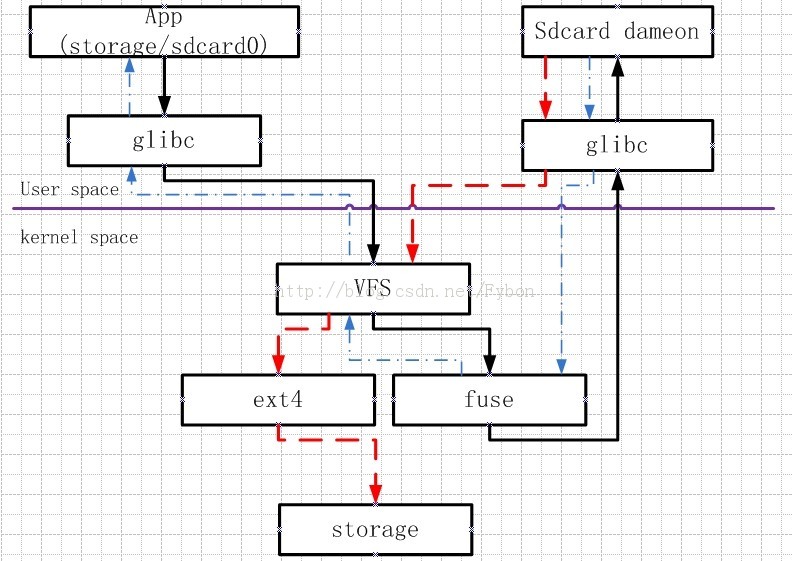 App
(storage/sdcard0)
Sdcard dameon
glibc
glibc
User space
kernel space
VFS
http://blog.csdn.net/Fybon
ext4
fuse
storage